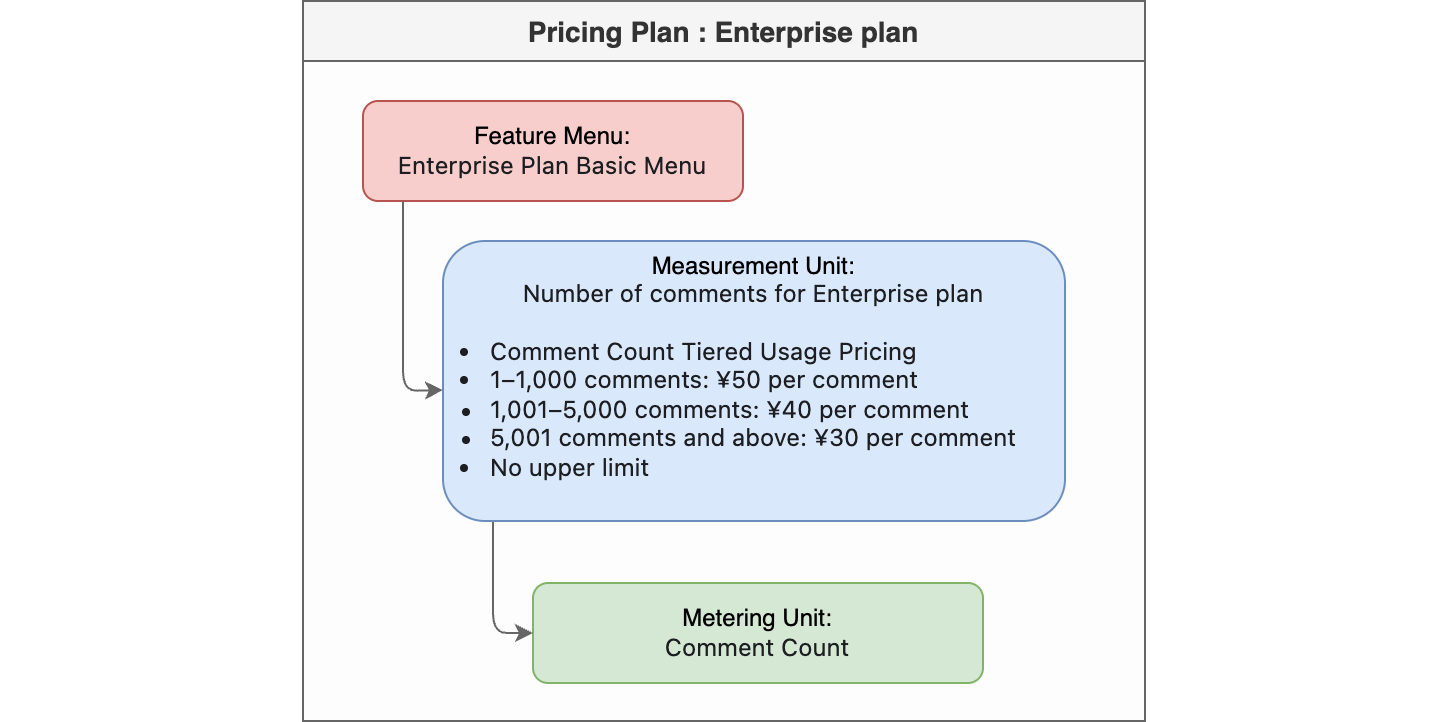 Pricing Plan : Enterprise plan
Feature Menu:
Enterprise Plan Basic Menu
Measurement Unit:
Number of comments for Enterprise plan
• Comment Count Tiered Usage Pricing
• 1–1,000 comments: ¥50 per comment
• 1,001–5,000 comments: ¥40 per comment
• 5,001 comments and above: ¥30 per comment
• No upper limit
Metering Unit:
Comment Count